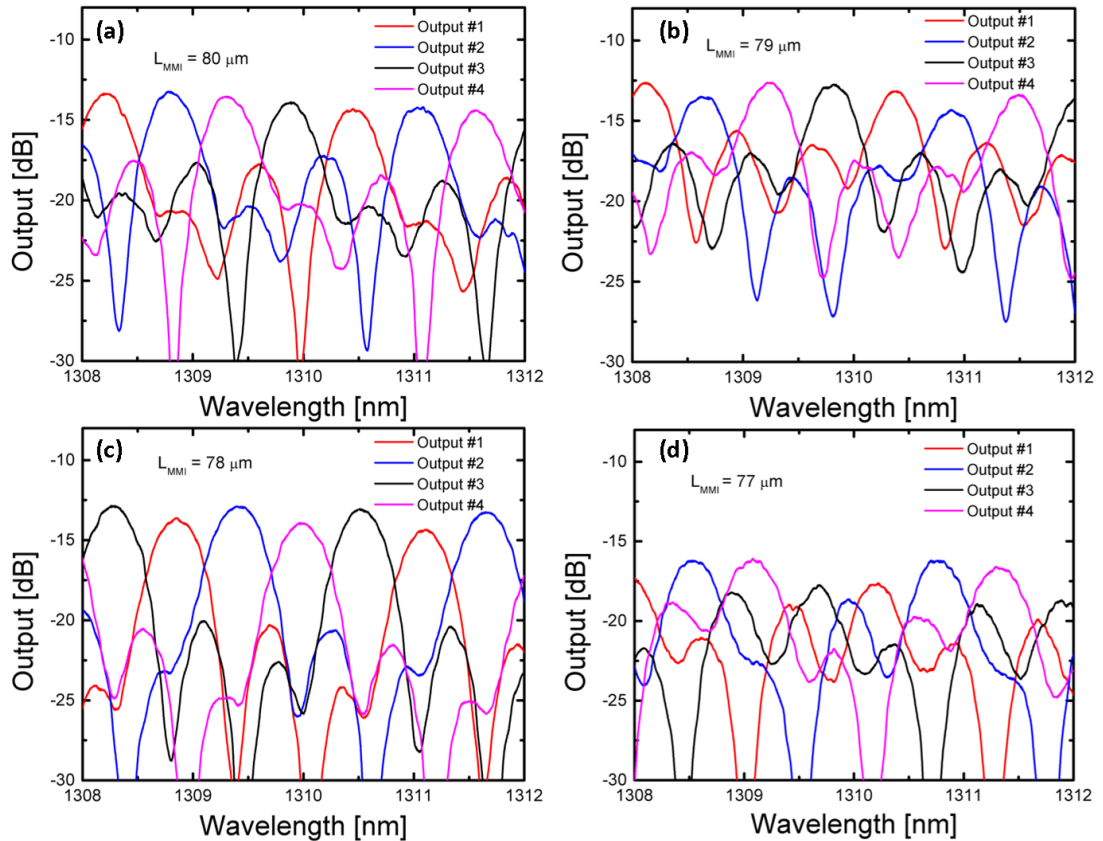 (a)
L_MMI = 80 μm
Output #1
Output #2
Output #3
Output #4
-10
-15
-20
-25
-30
Output [dB]
1308
1309
1310
1311
1312
Wavelength [nm]
(b)
L_MMI = 79 μm
Output #1
Output #2
Output #3
Output #4
-10
-15
-20
-25
-30
Output [dB]
1308
1309
1310
1311
1312
Wavelength [nm]
(c)
L_MMI = 78 μm
Output #1
Output #2
Output #3
Output #4
-10
-15
-20
-25
-30
Output [dB]
1308
1309
1310
1311
1312
Wavelength [nm]
(d)
L_MMI = 77 μm
Output #1
Output #2
Output #3
Output #4
-10
-15
-20
-25
-30
Output [dB]
1308
1309
1310
1311
1312
Wavelength [nm]